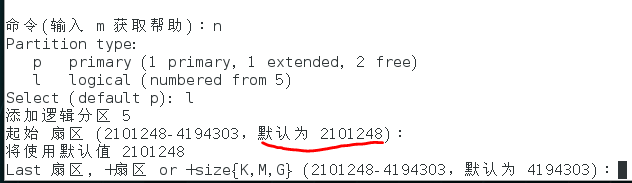 命令(输入 m 获取帮助)：n
Partition type:
   p   primary (1 primary, 1 extended, 2 free)
   l   logical (numbered from 5)
Select (default p): l
添加逻辑分区 5
起始 扇区 (2101248-4194303，默认为 2101248)：
将使用默认值 2101248
Last 扇区, +扇区 or +size{K,M,G} (2101248-4194303，默认为 4194303)：